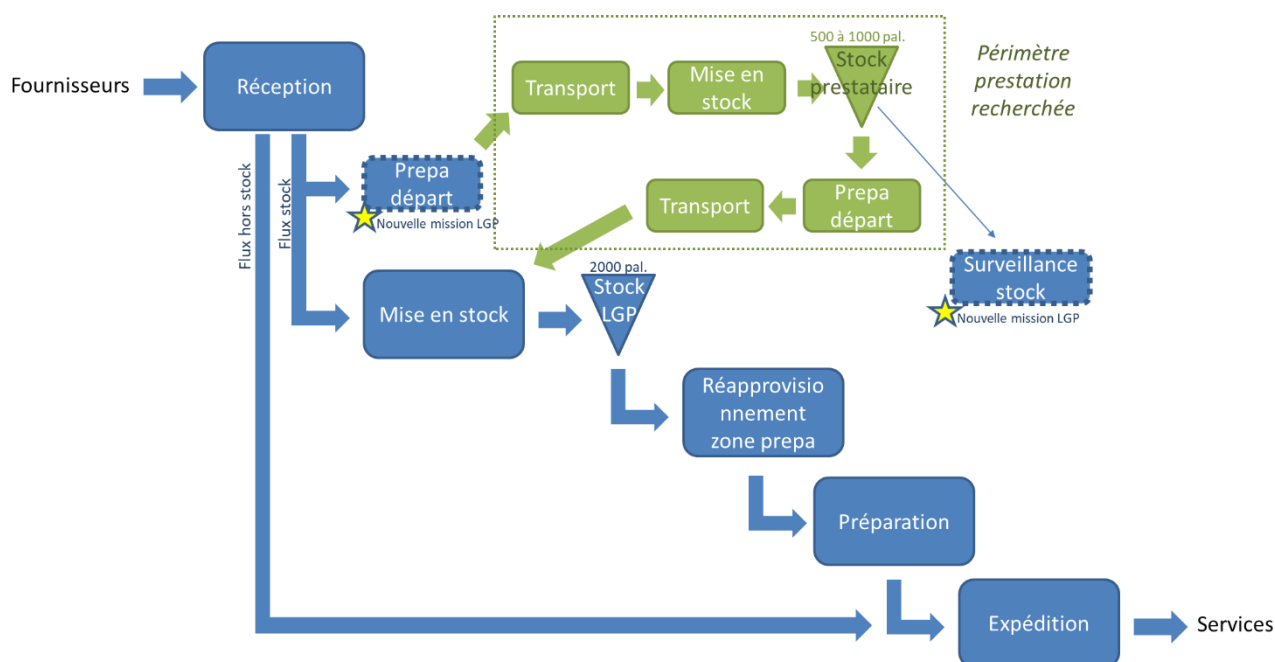 Fournisseurs
Réception
Transport
Mise en
stock
500 à 1000 pal.
Stock
prestataire
Périmètre
prestation
recherchée
Flux hors stock
Flux stock
Prepa
départ
Nouvelle mission LGP
Transport
Prepa
départ
Surveillance
stock
Nouvelle mission LGP
Mise en stock
2000 pal.
Stock
LGP
Réapprovisio
nnement
zone prepa
Préparation
Expédition
Services